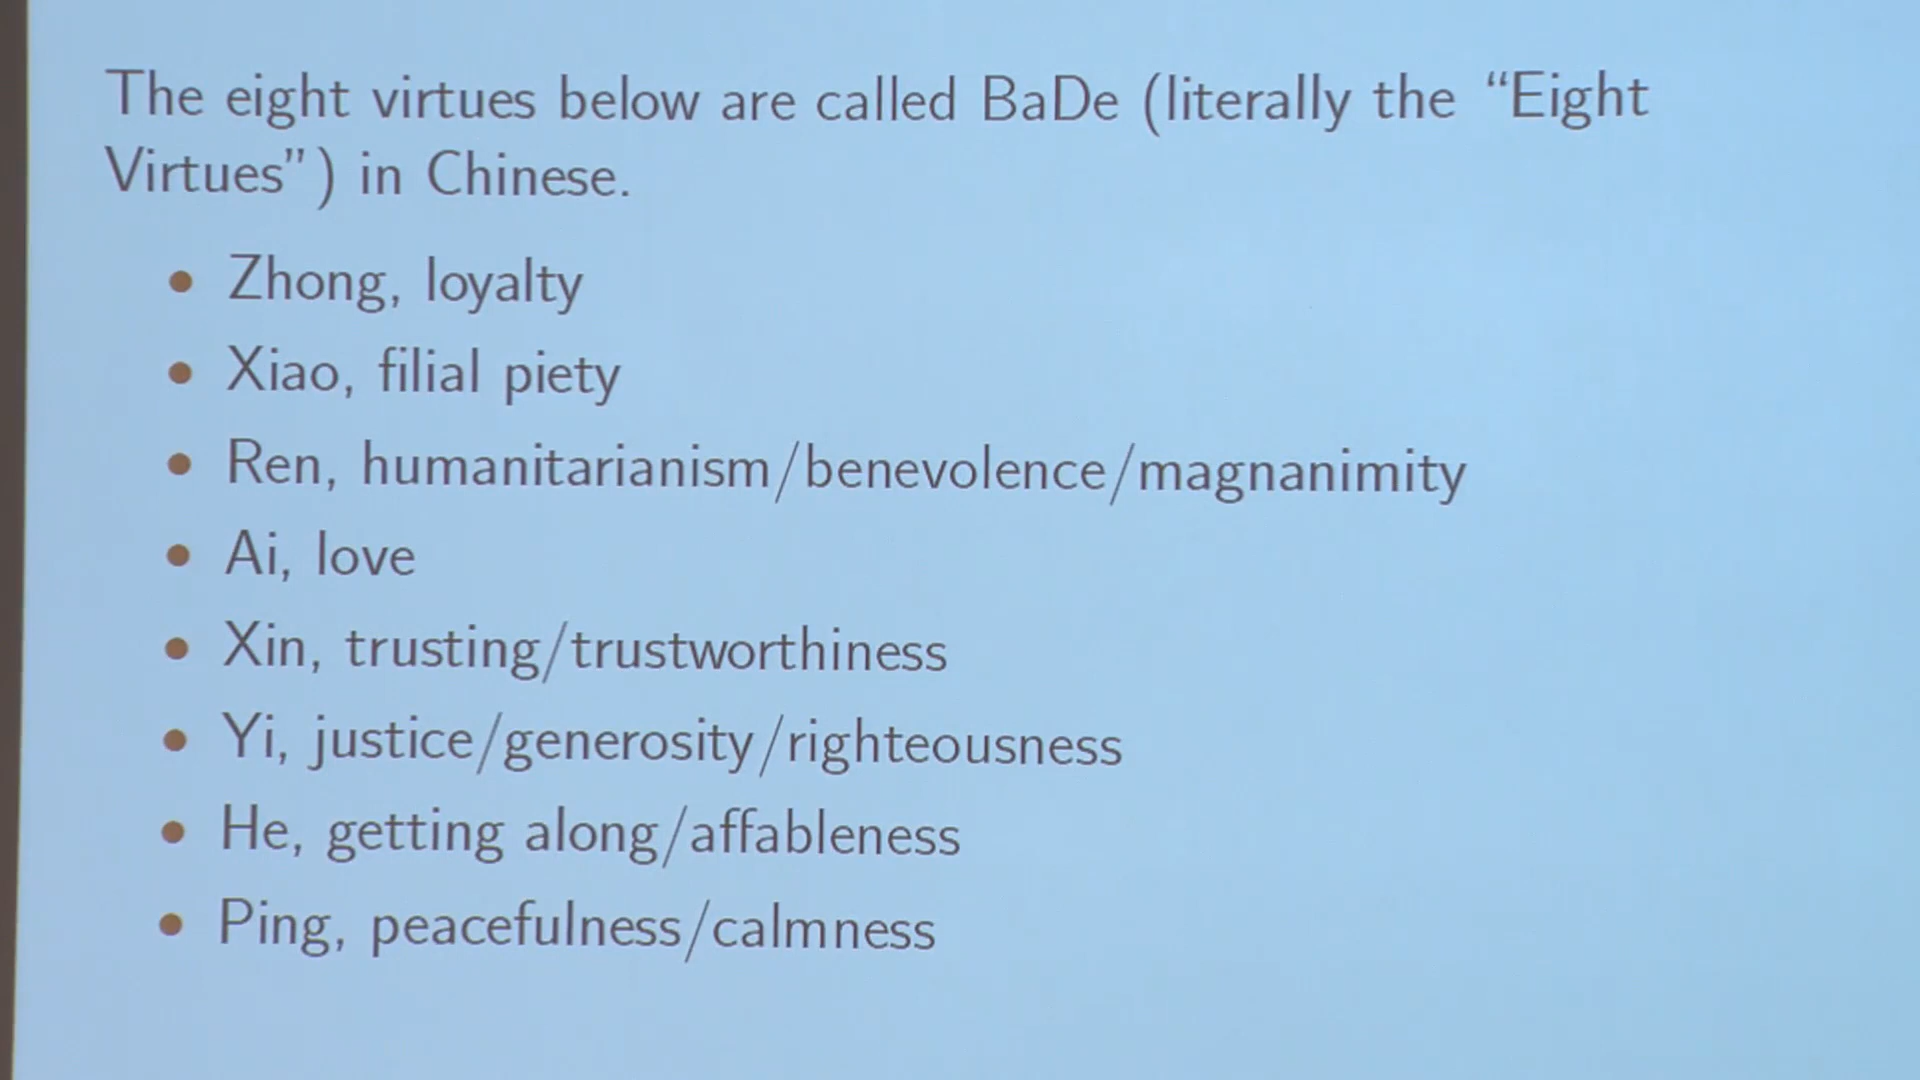 The eight virtues below are called BaDe (literally the “Eight
Virtues”) in Chinese.
• Zhong, loyalty
• Xiao, filial piety
• Ren, humanitarianism/benevolence/magnanimity
• Ai, love
• Xin, trusting/trustworthiness
• Yi, justice/generosity/righteousness
• He, getting along/affableness
• Ping, peacefulness/calmness